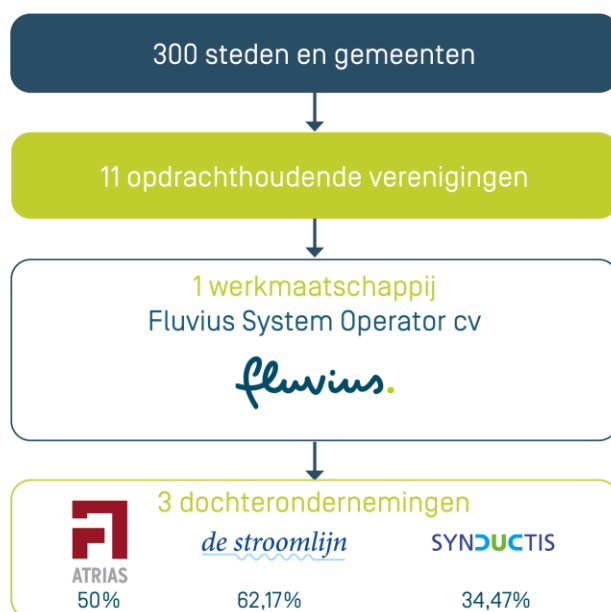 300 steden en gemeenten
11 opdrachthoudende verenigingen
1 werkmaatschappij
Fluvius System Operator cv
fluvius.
3 dochterondernemingen
ATRIAS
de stroomlijn
SYNDUCTIS
50%
62,17%
34,47%